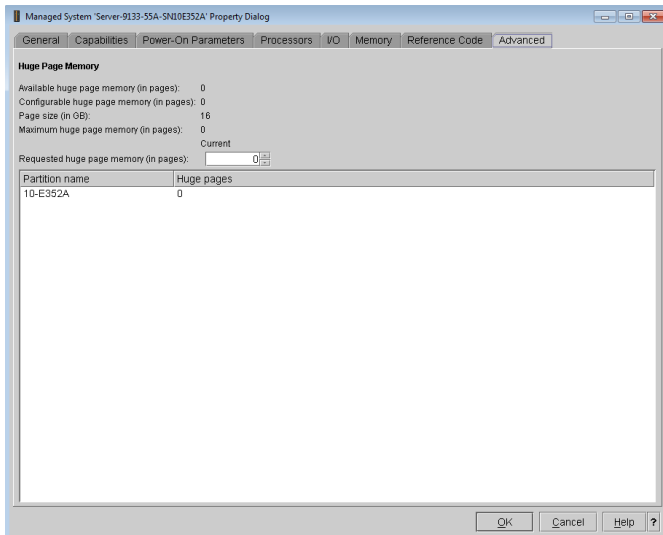 Managed System 'Server-9133-55A-SN10E352A' Property Dialog
General Capabilities Power-On Parameters Processors I/O Memory Reference Code Advanced
Huge Page Memory
Available huge page memory (in pages): 0
Configurable huge page memory (in pages): 0
Page size (in GB): 16
Maximum huge page memory (in pages): 0
Current
Requested huge page memory (in pages): 0
Partition name Huge pages
10-E352A 0
OK Cancel Help ?